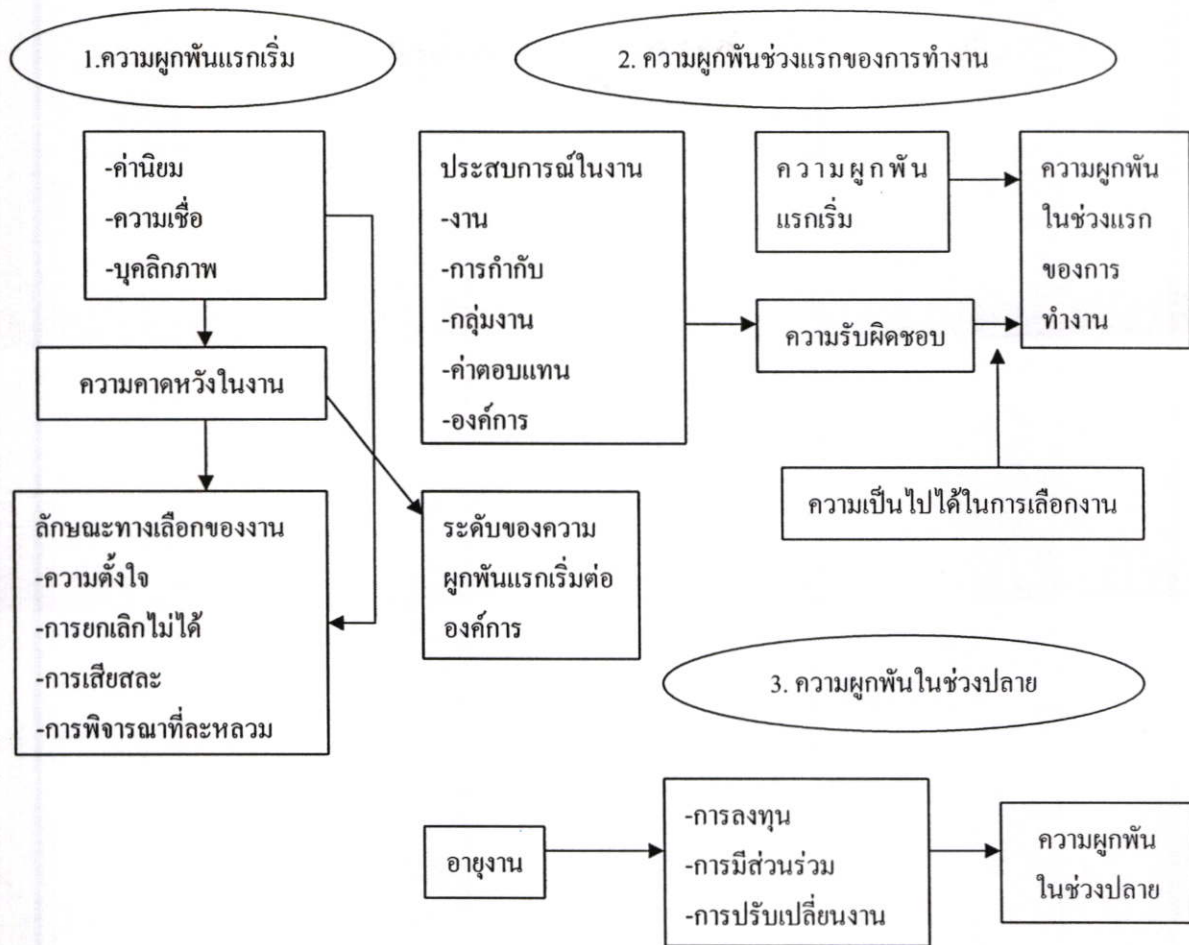 1.ความผูกพันแรกเริ่ม
-ค่านิยม
-ความเชื่อ
-บุคลิกภาพ
ความคาดหวังในงาน
ลักษณะทางเลือกของงาน
-ความตั้งใจ
-การยกเลิกไม่ได้
-การเสียสละ
-การพิจารณาที่ละหลวม
ระดับของความ
ผูกพันแรกเริ่มต่อ
องค์การ
2. ความผูกพันช่วงแรกของการทำงาน
ประสบการณ์ในงาน
-งาน
-การกำกับ
-กลุ่มงาน
-ค่าตอบแทน
-องค์การ
ความผูกพัน
แรกเริ่ม
ความรับผิดชอบ
ความผูกพัน
ในช่วงแรก
ของการ
ทำงาน
ความเป็นไปได้ในการเลือกงาน
3. ความผูกพันในช่วงปลาย
อายุงาน
-การลงทุน
-การมีส่วนร่วม
-การปรับเปลี่ยนงาน
ความผูกพัน
ในช่วงปลาย